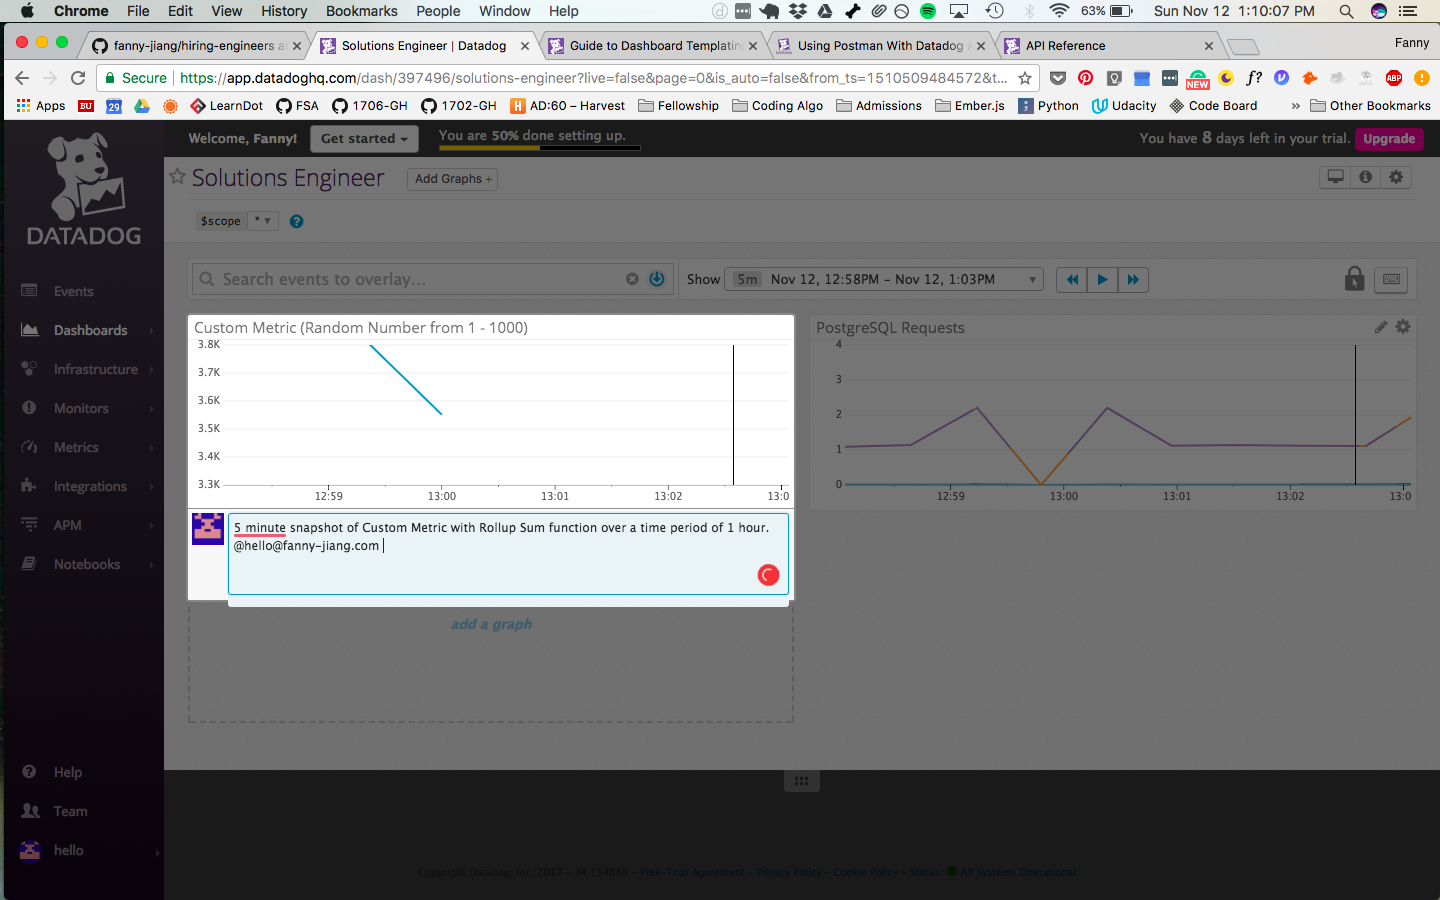 Chrome File Edit View History Bookmarks People Window Help 63% Sun Nov 12 1:10:07 PM
fanny-jiang/hiring-engineers at Solutions Engineer | Datadog Guide to Dashboard Templating Using Postman With Datadog A API Reference Fanny
Secure https://app.datadoghq.com/dash/397496/solutions-engineer?live=false&page=0&is_auto=false&from_ts=1510509484572&t... f? NEW ABP
Apps BU 29 LearnDot FSA 1706-GH 1702-GH AD:60 – Harvest Fellowship Coding Algo Admissions Ember.js Python Udacity Code Board » Other Bookmarks
Welcome, Fanny! Get started You are 50% done setting up. You have 8 days left in your trial. Upgrade
DATADOG
Events
Dashboards
Infrastructure
Monitors
Metrics
Integrations
APM
Notebooks
Help
Team
hello
Solutions Engineer Add Graphs +
$scope * ?
Search events to overlay... Show 5m Nov 12, 12:58PM – Nov 12, 1:03PM
Custom Metric (Random Number from 1 - 1000)
3.8K
3.7K
3.6K
3.5K
3.4K
3.3K
12:59 13:00 13:01 13:02 13:0
5 minute snapshot of Custom Metric with Rollup Sum function over a time period of 1 hour.
@hello@fanny-jiang.com
add a graph
PostgreSQL Requests
4
3
2
1
0
12:59 13:00 13:01 13:02 13:0
Copyright Datadog, Inc. 2017 - 34.154048 - Free-Trial Agreement - Privacy Policy - Cookie Policy - Status All Systems Operational